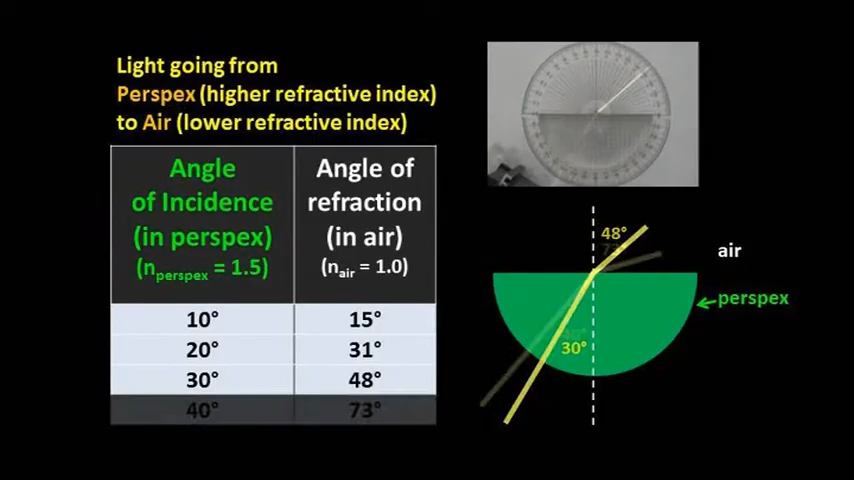 Light going from
Perspex (higher refractive index)
to Air (lower refractive index)
Angle
of Incidence
(in perspex)
(nperspex = 1.5)
Angle of
refraction
(in air)
(nair = 1.0)
10° 15°
20° 31°
30° 48°
40° 73°
48°
73°
air
perspex
40°
30°